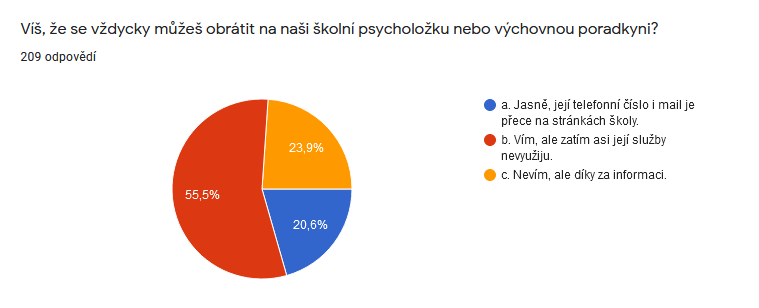 Víš, že se vždycky můžeš obrátit na naši školní psycholožku nebo výchovnou poradkyni?
209 odpovědí
a. Jasně, její telefonní číslo i mail je
přece na stránkách školy.
b. Vím, ale zatím asi její služby
nevyužiju.
c. Nevím, ale díky za informaci.
23,9%
55,5%
20,6%